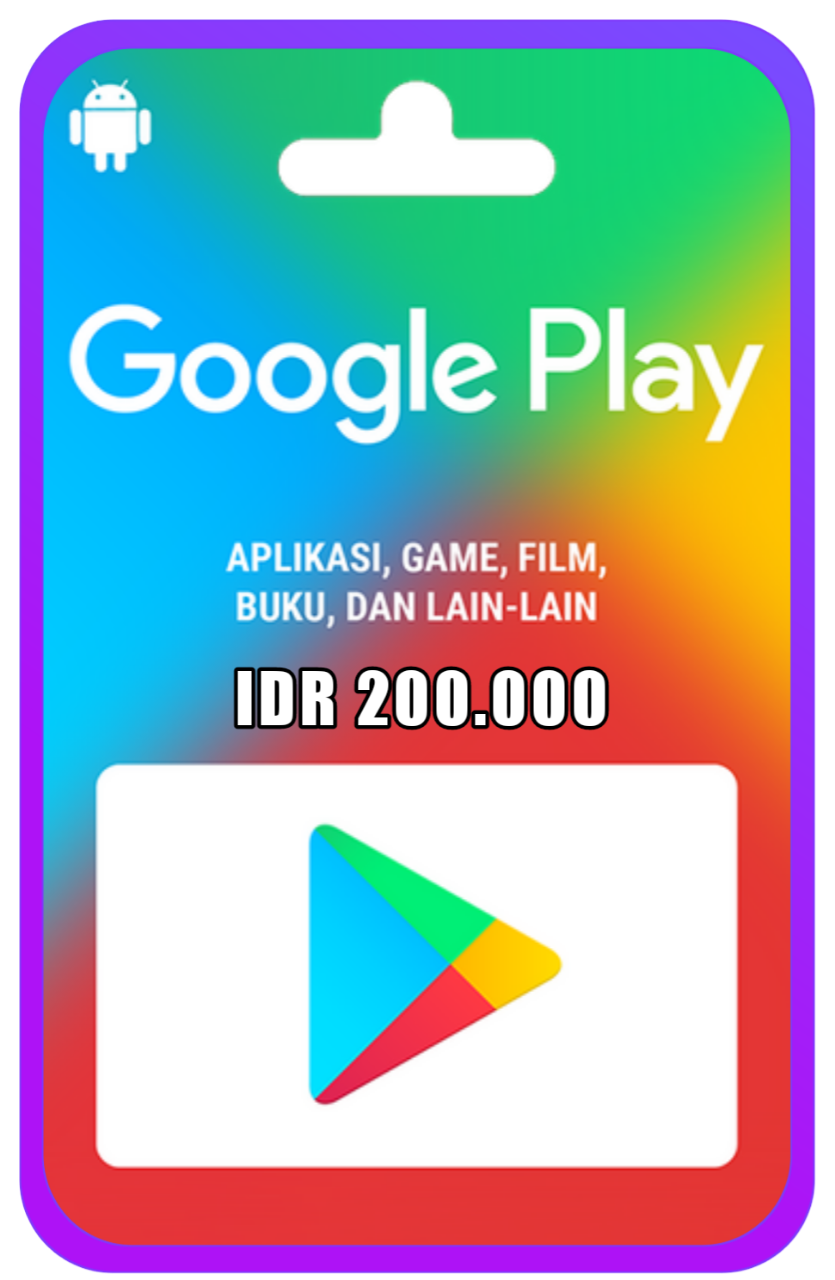 Google Play
APLIKASI, GAME, FILM,
BUKU, DAN LAIN-LAIN
IDR 200.000